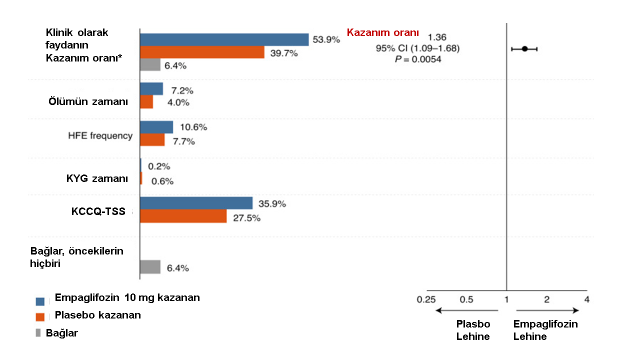 Klinik olarak
faydanın
Kazanım oranı*
53.9%
39.7%
6.4%
Kazanım oranı 1.36
95% CI (1.09–1.68)
P = 0.0054
Ölümün zamanı
7.2%
4.0%
HFE frequency
10.6%
7.7%
KYG zamanı
0.2%
0.6%
KCCQ-TSS
35.9%
27.5%
Bağlar, öncekilerin
hiçbiri
6.4%
Empaglifozin 10 mg kazanan
Plasebo kazanan
Bağlar
0.25 0.5 1 2 4
Plasbo
Lehine
Empaglifozin
Lehine